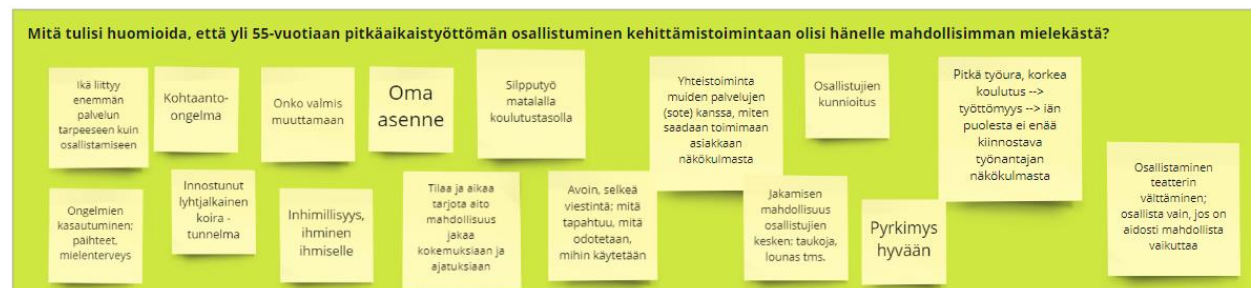 Mitä tulisi huomioida, että yli 55-vuotiaan pitkäaikaistyöttömän osallistuminen kehittämistoimintaan olisi hänelle mahdollisimman mielekästä?
Ikä liittyy
enemmän
palvelun
tarpeeseen kuin
osallistamiseen
Kohtaanto-
ongelma
Onko valmis
muuttamaan
Oma
asenne
Silpputyö
matalalla
koulutustasolla
Yhteistoiminta
muiden palvelujen
(sote) kanssa, miten
saadaan toimimaan
asiakkaan
näkökulmasta
Osallistujien
kunnioitus
Pitkä työura, korkea
koulutus -->
työttömyys --> iän
puolesta ei enää
kiinnostava
työnantajan
näkökulmasta
Ongelmien
kasautuminen;
päihteet,
mielenterveys
Innostunut
lyhtjalkainen
koira -
tunnelma
Inhimillisyys,
ihminen
ihmiselle
Tilaa ja aikaa
tarjota aito
mahdollisuus
jakaa
kokemuksiaan ja
ajatuksiaan
Avoin, selkeä
viestintä: mitä
tapahtuu, mitä
odotetaan,
mihin käytetään
Jakamisen
mahdollisuus
osallistujien
kesken: taukoja,
lounas tms.
Pyrkimys
hyvään
Osallistaminen
teatterin
välttäminen;
osallista vain, jos on
aidosti mahdollista
vaikuttaa